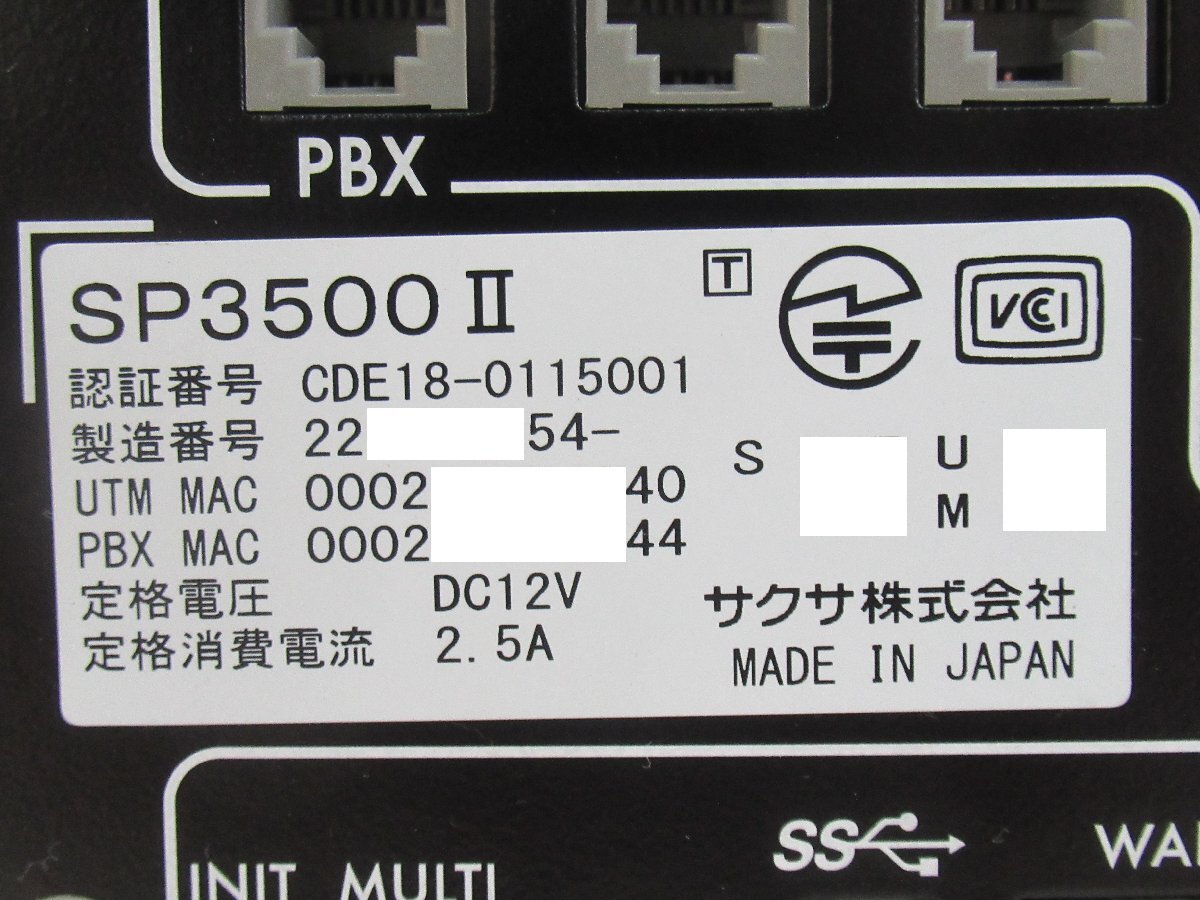 PBX
SP3500Ⅱ
T
VCCI
認証番号 CDE18-0115001
製造番号 22 54-
UTM MAC 0002 40
PBX MAC 0002 44
S
U
M
定格電圧 DC12V
定格消費電流 2.5A
サクサ株式会社
MADE IN JAPAN
SS
INIT MULTI